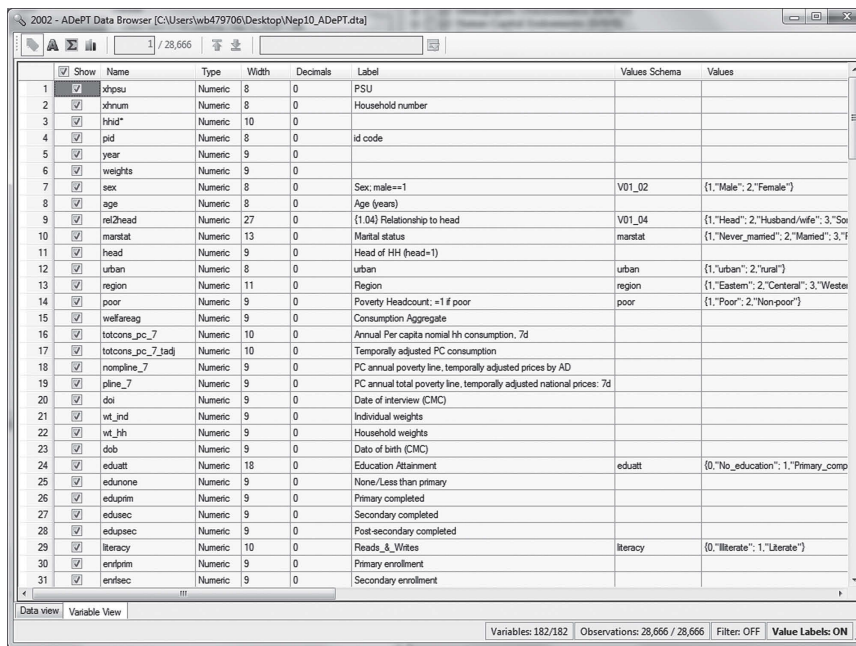 2002 - ADePT Data Browser [C:\Users\wb479706\Desktop\Nep10_ADePT.dta]
A Σ 1 / 28,666
Show Name Type Width Decimals Label Values Schema Values
1 xhpsu Numeric 8 0 PSU
2 xhnum Numeric 8 0 Household number
3 hhid* Numeric 10 0
4 pid Numeric 8 0 id code
5 year Numeric 9 0
6 weights Numeric 9 0
7 sex Numeric 8 0 Sex; male==1 V01_02 {1,"Male"; 2,"Female"}
8 age Numeric 8 0 Age (years)
9 rel2head Numeric 27 0 {1.04} Relationship to head V01_04 {1,"Head"; 2,"Husband/wife"; 3,"Sor
10 marstat Numeric 13 0 Marital status marstat {1,"Never_married"; 2,"Married"; 3,"F
11 head Numeric 9 0 Head of HH (head=1)
12 urban Numeric 8 0 urban urban {1,"urban"; 2,"rural"}
13 region Numeric 11 0 Region region {1,"Eastern"; 2,"Centeral"; 3,"Wester
14 poor Numeric 9 0 Poverty Headcount; =1 if poor poor {1,"Poor"; 2,"Non-poor"}
15 welfareag Numeric 9 0 Consumption Aggregate
16 totcons_pc_7 Numeric 10 0 Annual Per capita nomial hh consumption, 7d
17 totcons_pc_7_tadj Numeric 10 0 Temporally adjusted PC consumption
18 nompline_7 Numeric 9 0 PC annual poverty line, temporally adjusted prices by AD
19 pline_7 Numeric 9 0 PC annual total poverty line, temporally adjusted national prices: 7d
20 doi Numeric 9 0 Date of interview (CMC)
21 wt_ind Numeric 9 0 Individual weights
22 wt_hh Numeric 9 0 Household weights
23 dob Numeric 9 0 Dato of birth (CMC)
24 eduatt Numeric 18 0 Education Attainment eduatt {0,"No_education"; 1,"Primary_comp
25 edunone Numeric 9 0 None/Less than primary
26 eduprim Numeric 9 0 Primary completed
27 edusec Numeric 9 0 Secondary completed
28 edupsec Numeric 9 0 Post-secondary completed
29 literacy Numeric 10 0 Reads_&_Writes literacy {0,"Illiterate"; 1,"Literate"}
30 enrlprim Numeric 9 0 Primary enrollment
31 enrlsec Numeric 9 0 Secondary enrollment
Data view Variable View
Variables: 182/182 Observations: 28,666 / 28,666 Filter: OFF Value Labels: ON